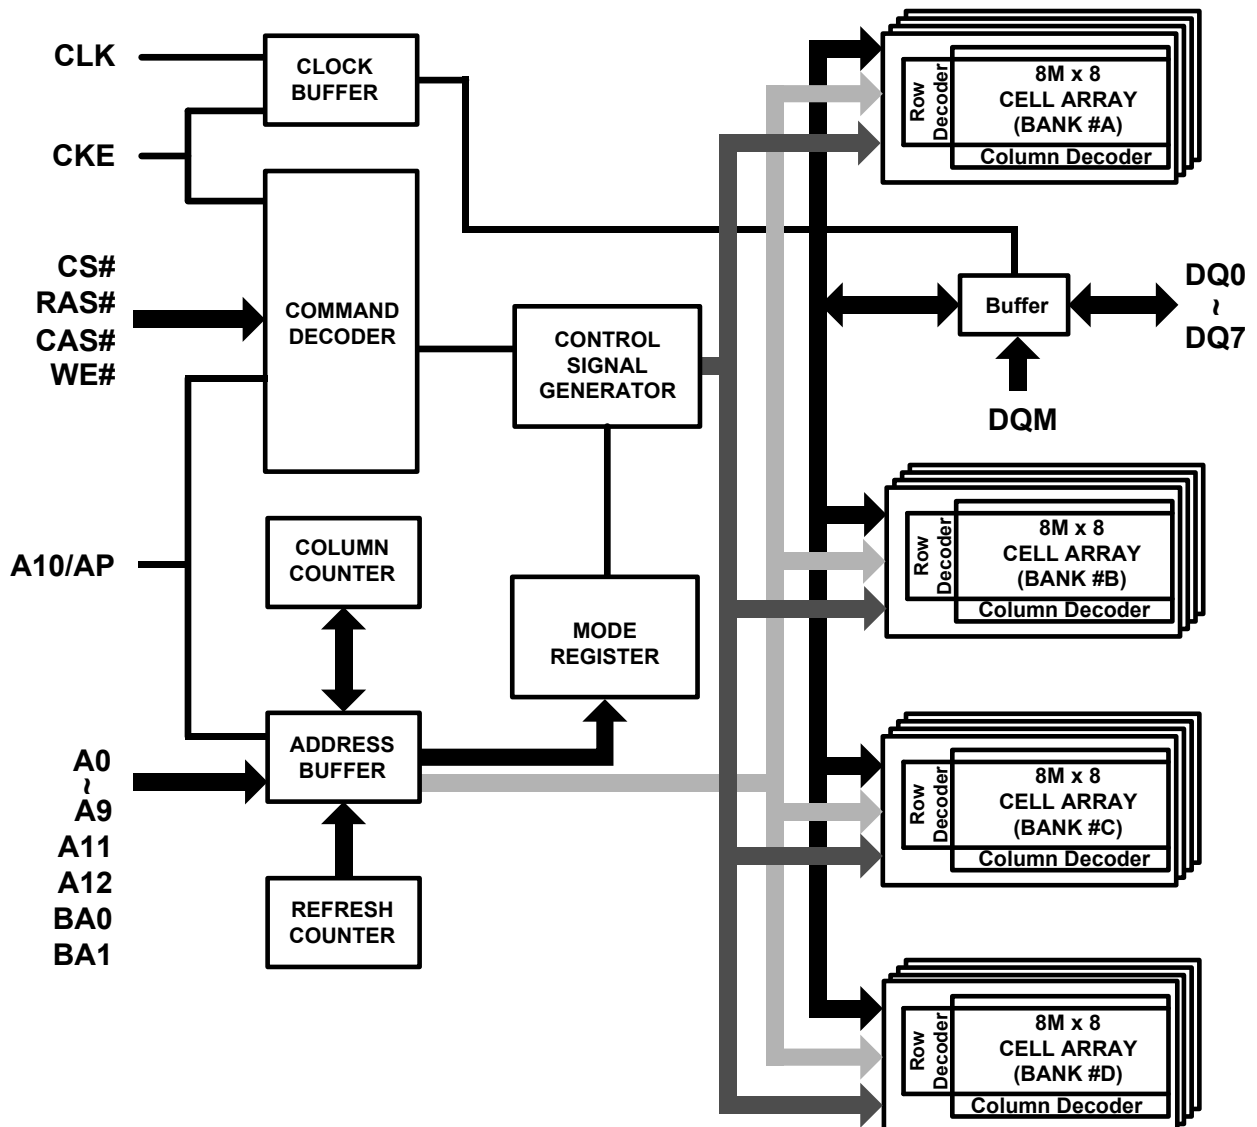 CLK
CKE
CS#
RAS#
CAS#
WE#
A10/AP
A0
~
A9
A11
A12
BA0
BA1
CLOCK
BUFFER
COMMAND
DECODER
COLUMN
COUNTER
ADDRESS
BUFFER
REFRESH
COUNTER
CONTROL
SIGNAL
GENERATOR
MODE
REGISTER
Row
Decoder
8M x 8
CELL ARRAY
(BANK #A)
Column Decoder
Buffer
DQ0
~
DQ7
DQM
Row
Decoder
8M x 8
CELL ARRAY
(BANK #B)
Column Decoder
Row
Decoder
8M x 8
CELL ARRAY
(BANK #C)
Column Decoder
Row
Decoder
8M x 8
CELL ARRAY
(BANK #D)
Column Decoder